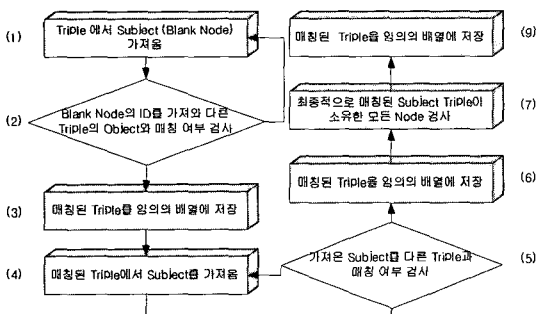 (1)
Triple 에서 Subject (Blank Node)
가져옴
(2)
Blank Node의 ID를 가져와 다른
Triple의 Object와 매칭 여부 검사
(3)
매칭된 Triple를 임의의 배열에 저장
(4)
매칭된 Triple에서 Subject를 가져옴
매칭된 Triple을 임의의 배열에 저장
(9)
최종적으로 매칭된 Subject Triple이
소유한 모든 Node 검사
(7)
매칭된 Triple을 임의의 배열에 저장
(6)
가져온 Subject를 다른 Triple과
매칭 여부 검사
(5)